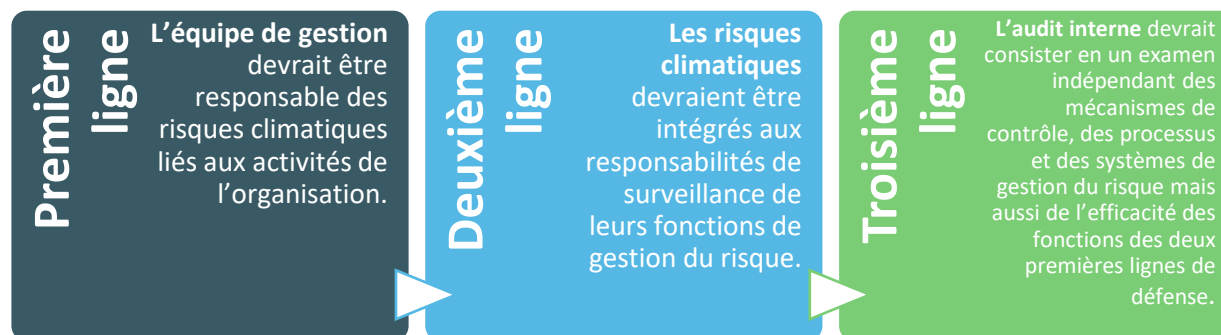 Première
ligne
L’équipe de gestion
devrait être
responsable des
risques climatiques
liés aux activités de
l’organisation.
Deuxième
ligne
Les risques
climatiques
devraient être
intégrés aux
responsabilités de
surveillance de
leurs fonctions de
gestion du risque.
Troisième
ligne
L’audit interne devrait
consister en un examen
indépendant des
mécanismes de
contrôle, des processus
et des systèmes de
gestion du risque mais
aussi de l’efficacité des
fonctions des deux
premières lignes de
défense.